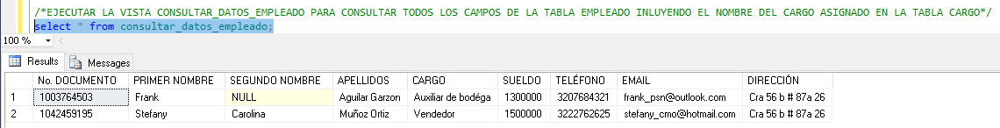 /*EJECUTAR LA VISTA CONSULTAR_DATOS_EMPLEADO PARA CONSULTAR TODOS LOS CAMPOS DE LA TABLA EMPLEADO INLUYENDO EL NOMBRE DEL CARGO ASIGNADO EN LA TABLA CARGO*/
select * from consultar_datos_empleado;
100 %
Results Messages
No. DOCUMENTO PRIMER NOMBRE SEGUNDO NOMBRE APELLIDOS CARGO SUELDO TELÉFONO EMAIL DIRECCIÓN
1 1003764503 Frank NULL Aguilar Garzon Auxiliar de bodéga 1300000 3207684321 frank_psn@outlook.com Cra 56 b # 87a 26
2 1042459195 Stefany Carolina Muñoz Ortiz Vendedor 1500000 3222762625 stefany_cmo@hotmail.com Cra 56 b # 87a 26